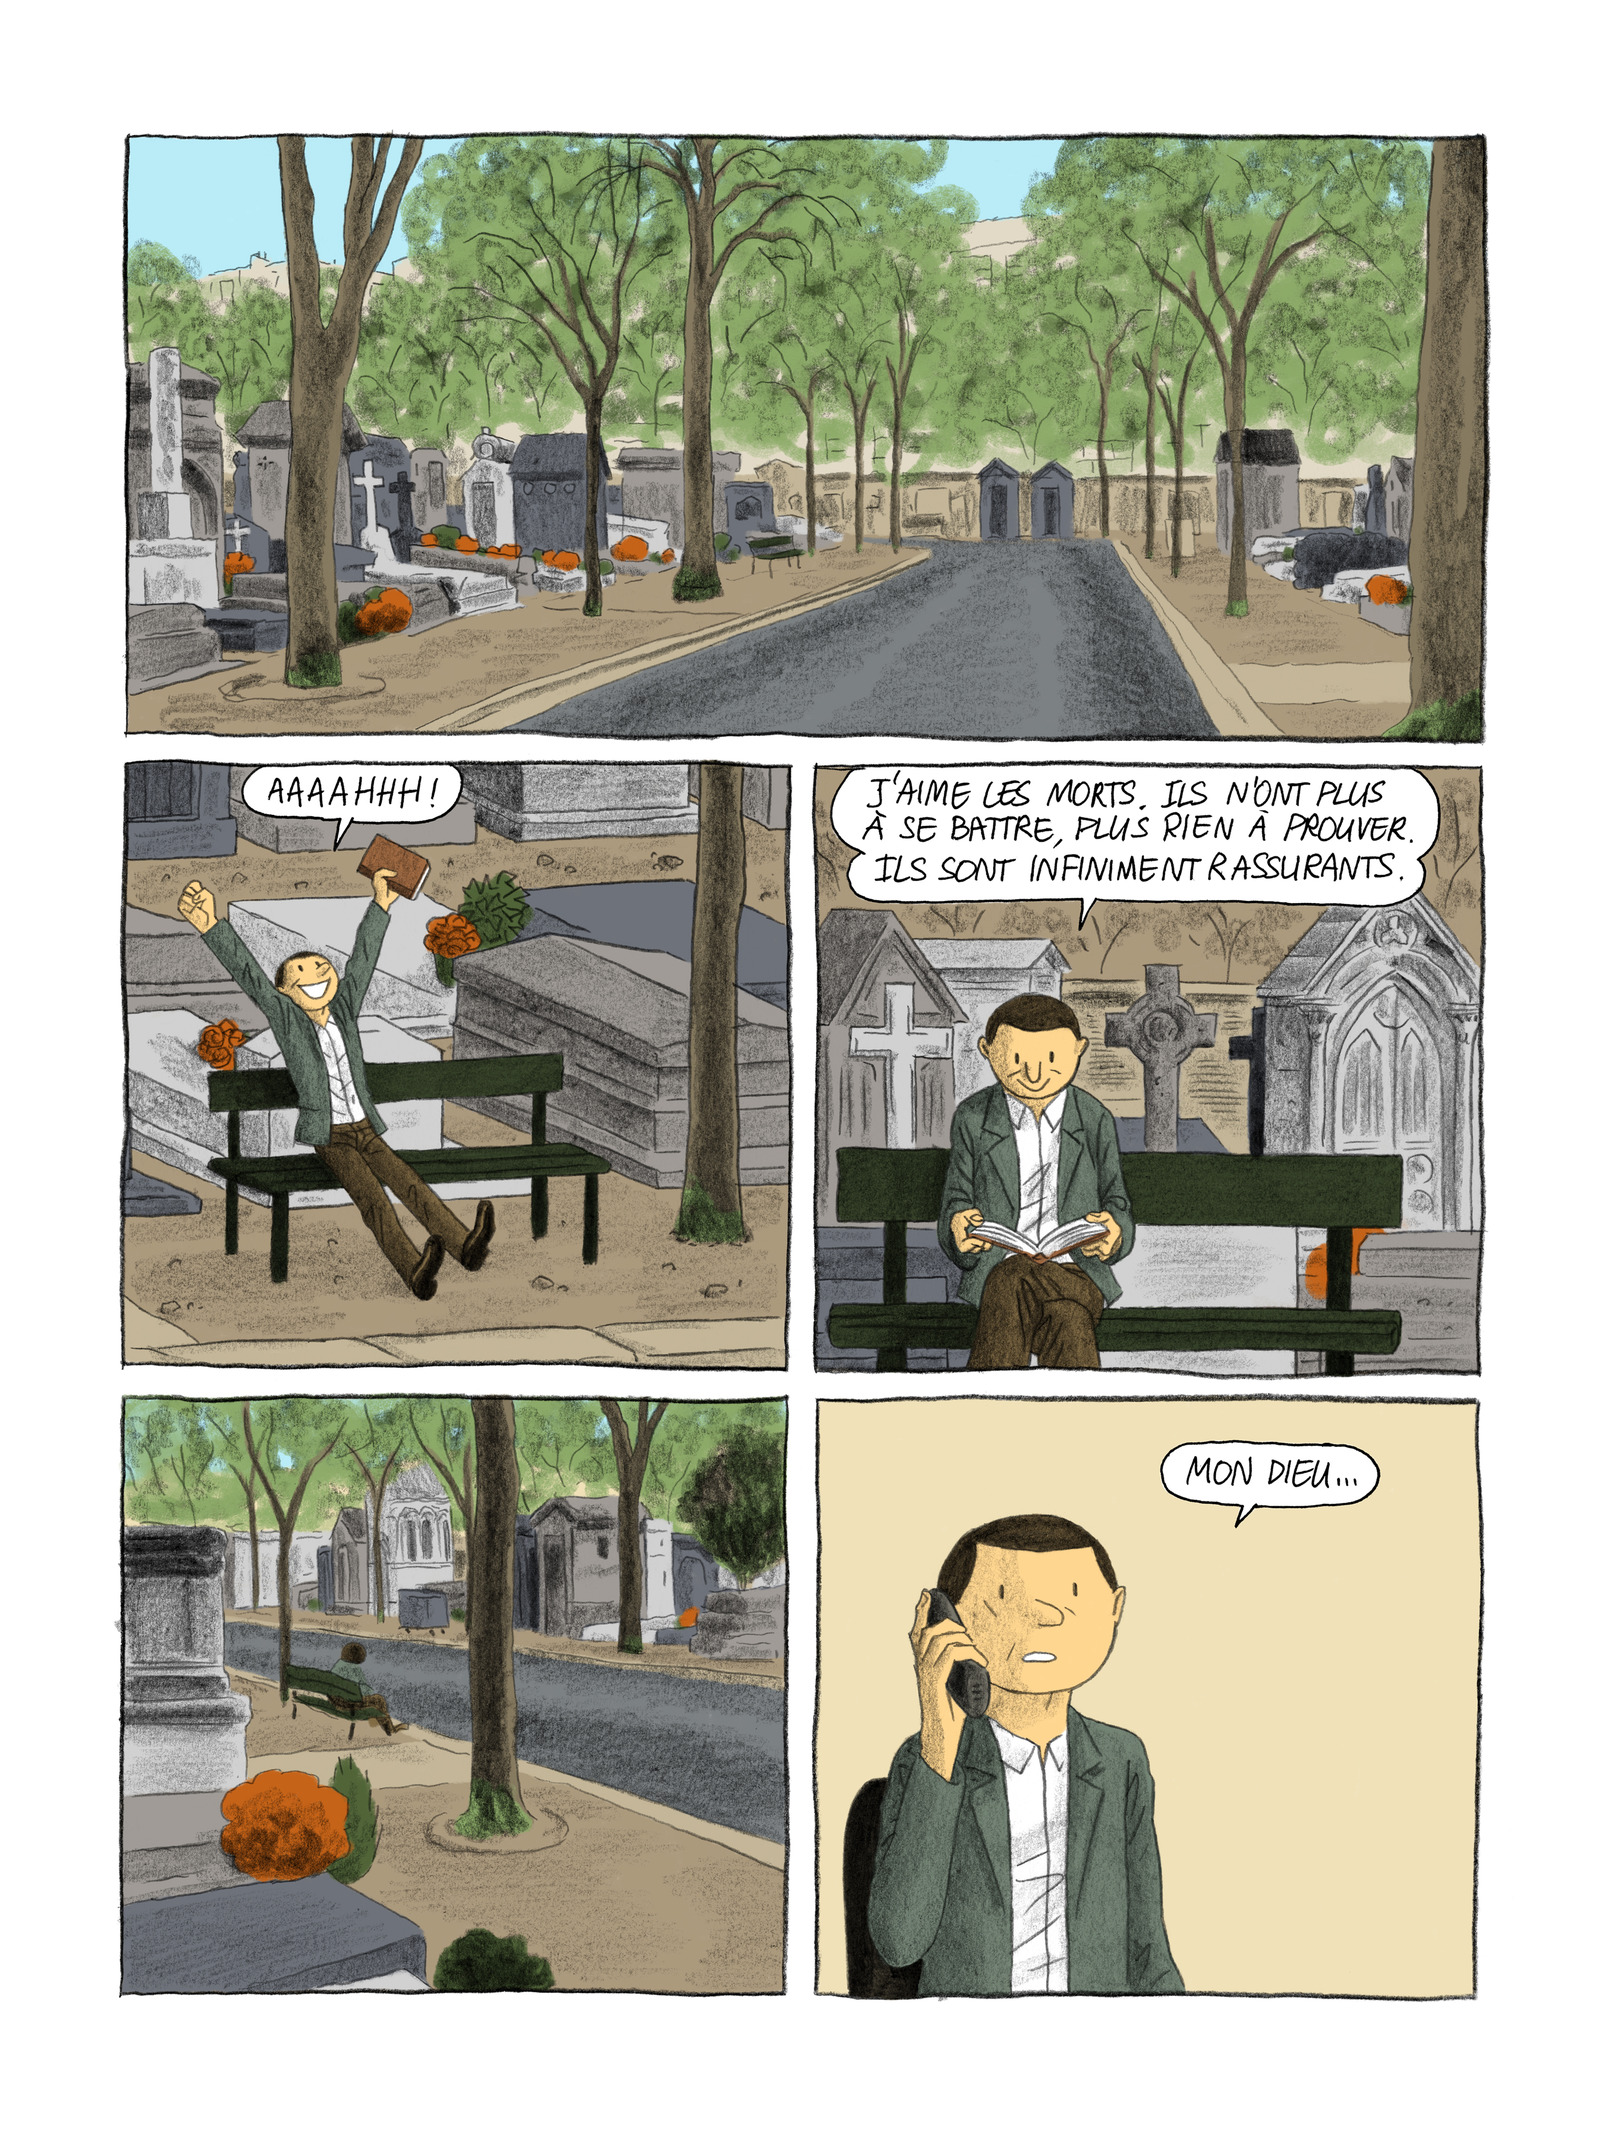 AAAAHHH!
J'AIME LES MORTS. ILS N'ONT PLUS
À SE BATTRE, PLUS RIEN À PROUVER.
ILS SONT INFINIMENT RASSURANTS.
MON DIEU...